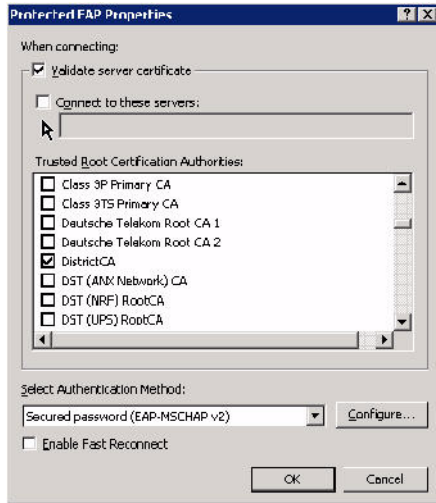 Protected EAP Properties
When connecting:
Validate server certificate
Connect to these servers:
Trusted Root Certification Authorities:
Class 3P Primary CA
Class 3TS Primary CA
Deutsche Telekom Root CA 1
Deutsche Telekom Root CA 2
DistrictCA
DST (ANX Network) CA
DST (NRF) RootCA
DST (UPS) RootCA
Select Authentication Method:
Secured password (EAP-MSCHAP v2)
Configure...
Enable Fast Reconnect
OK
Cancel